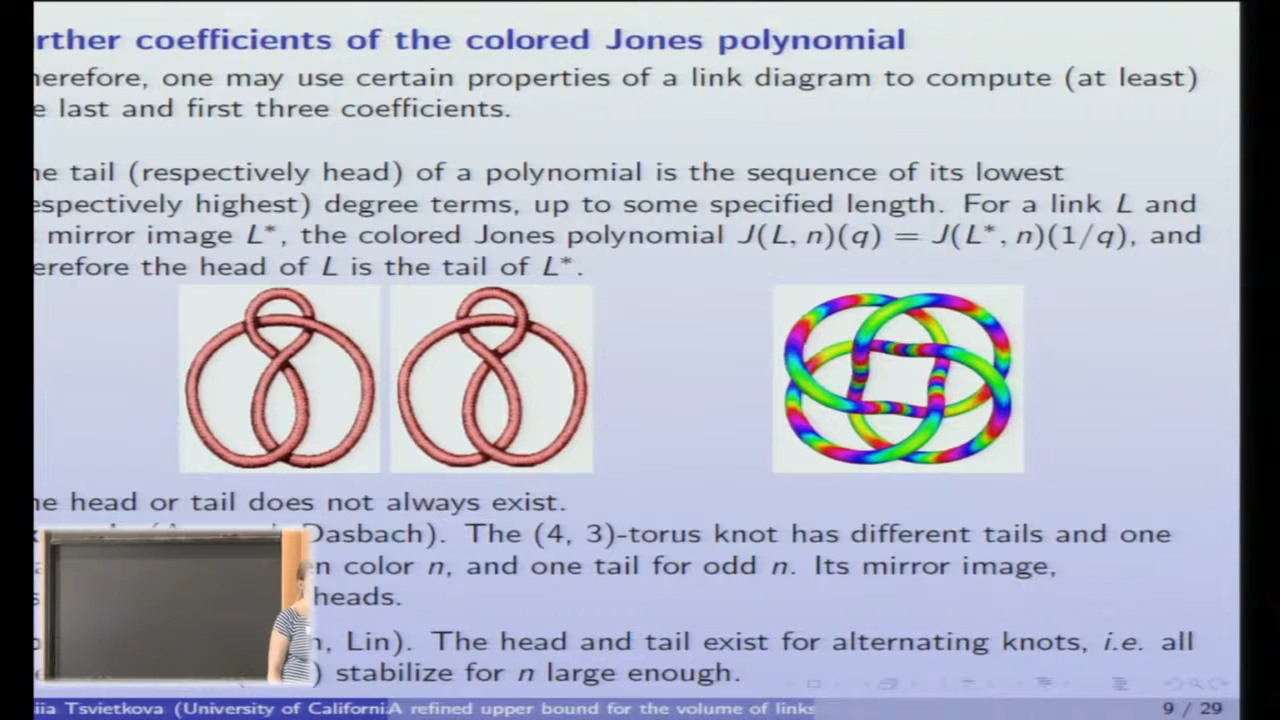 rther coefficients of the colored Jones polynomial
herefore, one may use certain properties of a link diagram to compute (at least)
e last and first three coefficients.
he tail (respectively head) of a polynomial is the sequence of its lowest
espectively highest) degree terms, up to some specified length. For a link L and
mirror image L*, the colored Jones polynomial J(L, n)(q) = J(L*, n)(1/q), and
erefore the head of L is the tail of L*.
he head or tail does not always exist.
Dasbach). The (4, 3)-torus knot has different tails and one
n color n, and one tail for odd n. Its mirror image,
heads.
, Lin). The head and tail exist for alternating knots, i.e. all
) stabilize for n large enough.
iia Tsvietkova (University of Californi A refined upper bound for the volume of links 9 / 29